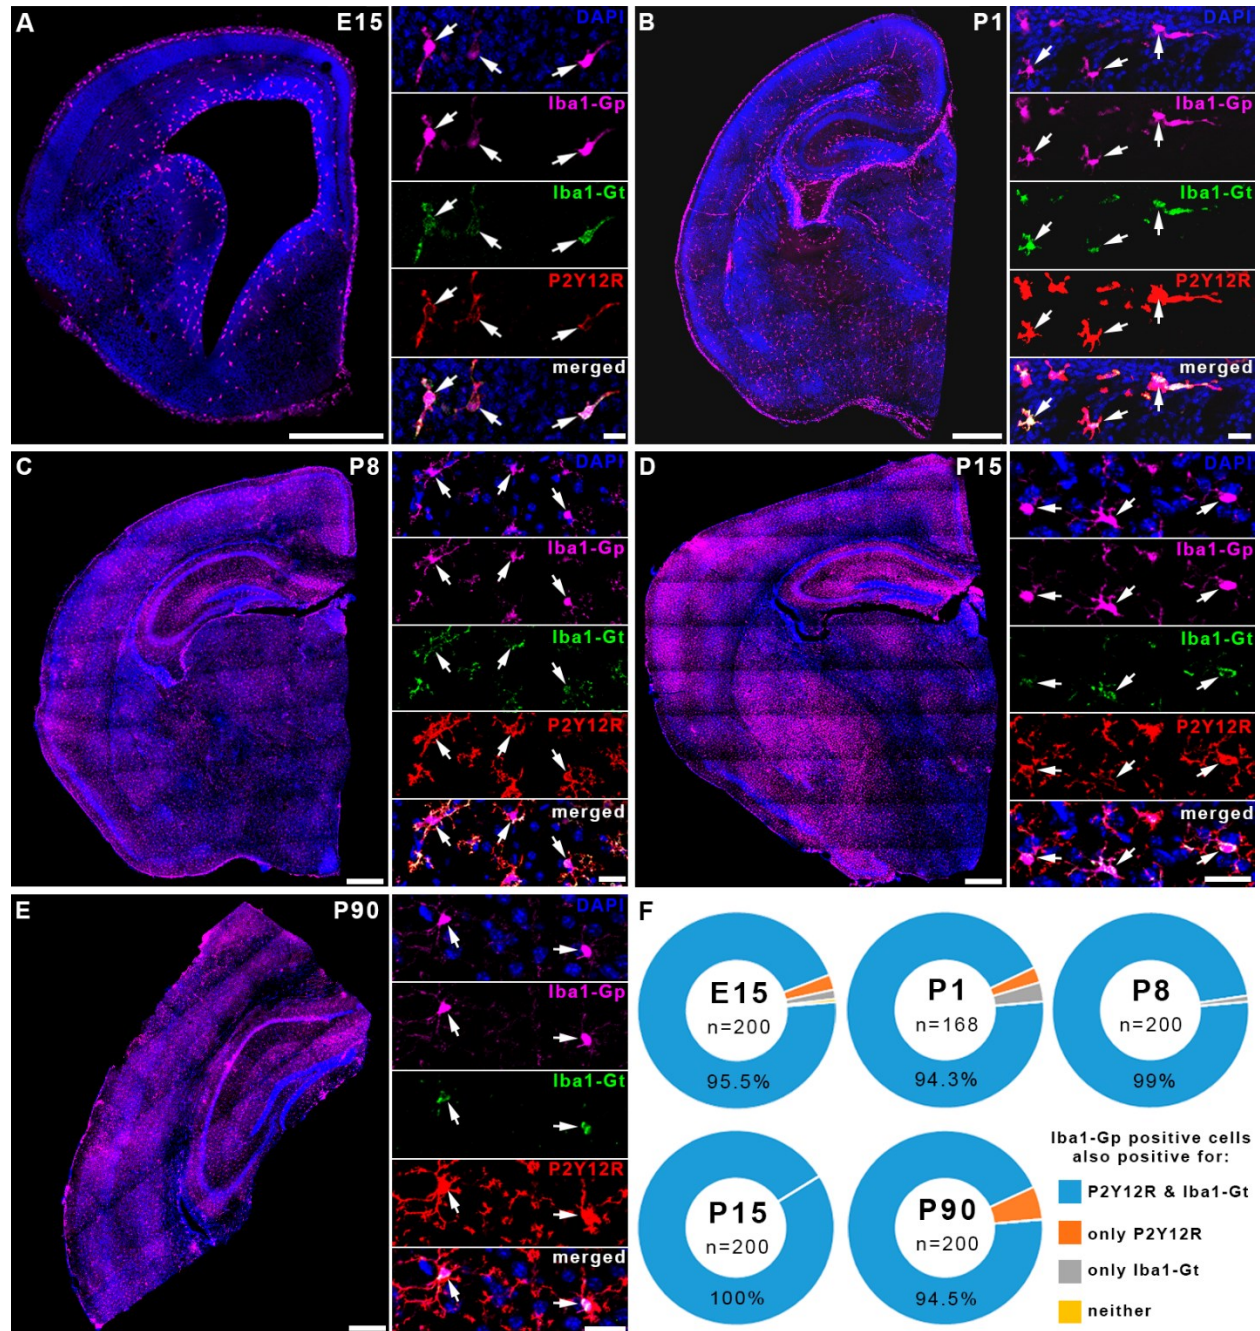 A
E15
DAPI
Iba1-Gp
Iba1-Gt
P2Y12R
merged
B
P1
DAPI
Iba1-Gp
Iba1-Gt
P2Y12R
merged
C
P8
DAPI
Iba1-Gp
Iba1-Gt
P2Y12R
merged
D
P15
DAPI
Iba1-Gp
Iba1-Gt
P2Y12R
merged
E
P90
DAPI
Iba1-Gp
Iba1-Gt
P2Y12R
merged
F
E15
n=200
95.5%
P1
n=168
94.3%
P8
n=200
99%
P15
n=200
100%
P90
n=200
94.5%
Iba1-Gp positive cells
also positive for:
P2Y12R & Iba1-Gt
only P2Y12R
only Iba1-Gt
neither